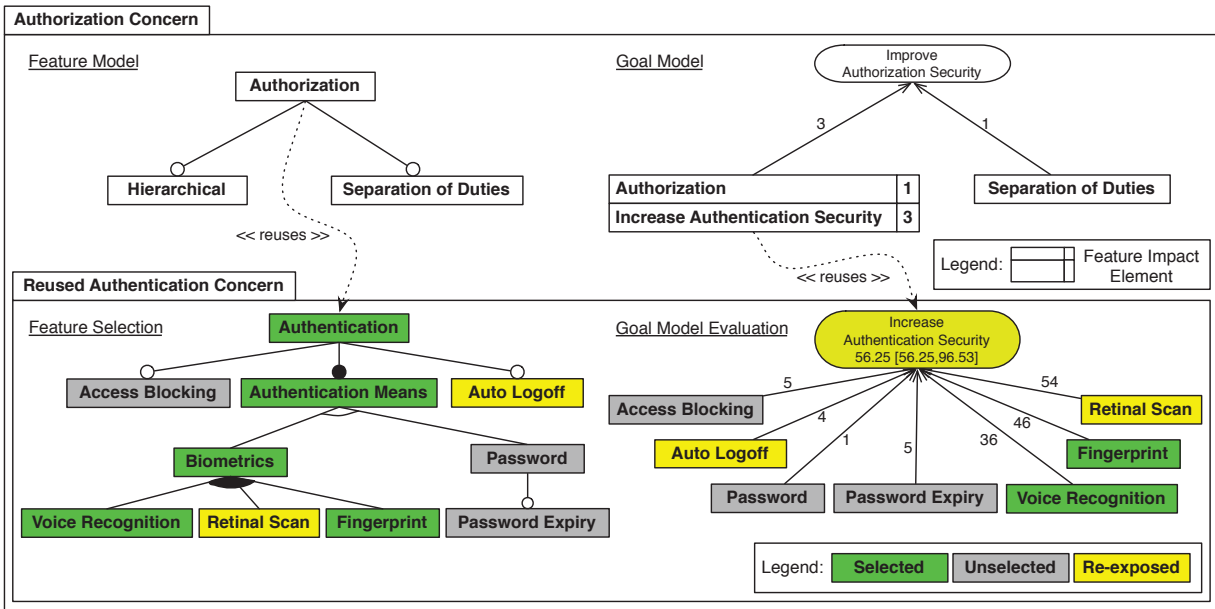 Authorization Concern
Feature Model
Authorization
Hierarchical
Separation of Duties
<< reuses >>
Goal Model
Improve
Authorization Security
3
1
Authorization 1
Increase Authentication Security 3
Separation of Duties
<< reuses >>
Legend:
Feature Impact
Element
Reused Authentication Concern
Feature Selection
Authentication
Access Blocking
Authentication Means
Auto Logoff
Biometrics
Password
Voice Recognition
Retinal Scan
Fingerprint
Password Expiry
Goal Model Evaluation
Increase
Authentication Security
56.25 [56.25,96.53]
5
54
Access Blocking
Retinal Scan
4
46
1
5
36
Auto Logoff
Fingerprint
Password
Password Expiry
Voice Recognition
Legend:
Selected
Unselected
Re-exposed